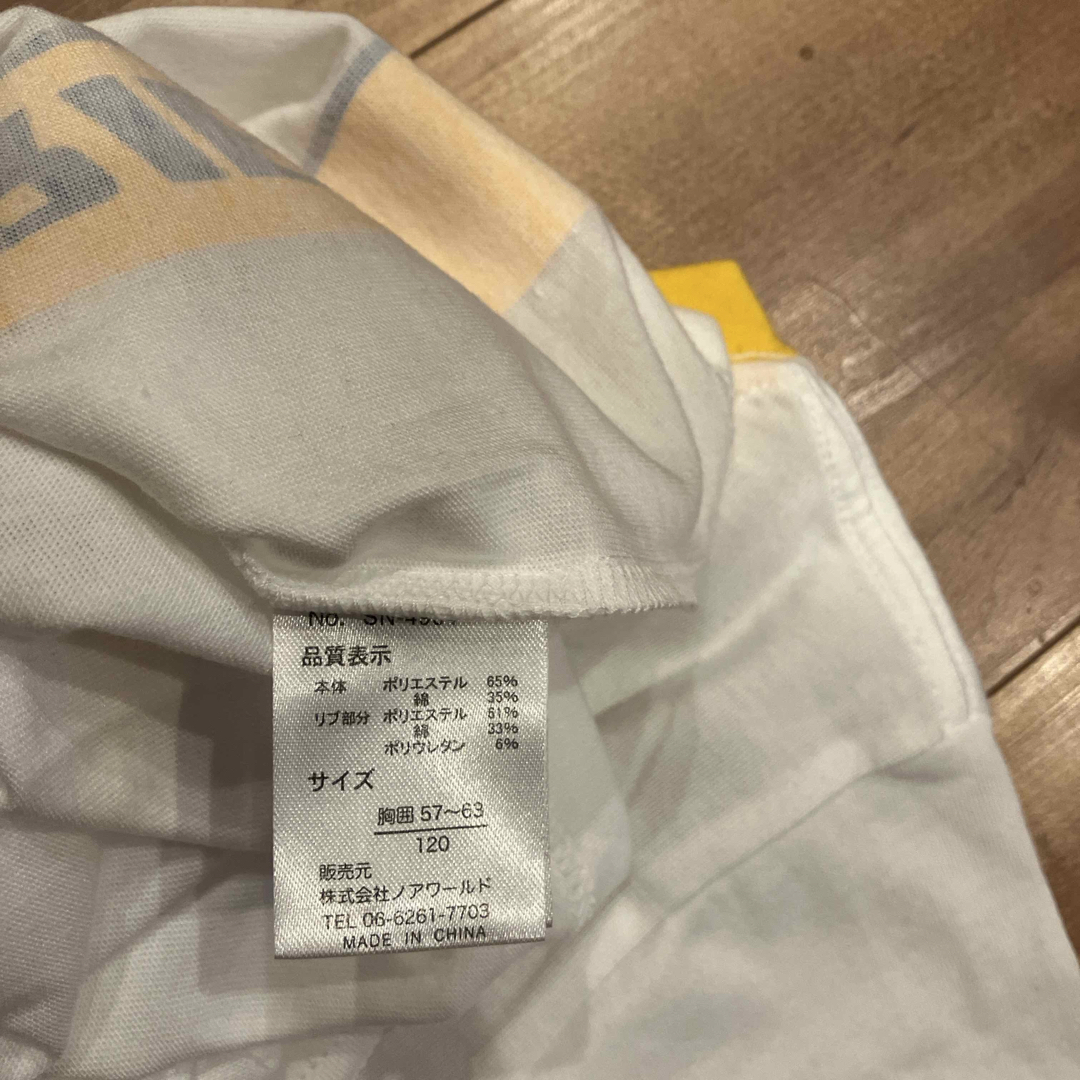 No. SN-493
品質表示
本体 ポリエステル 65%
綿 35%
リブ部分 ポリエステル 61%
綿 33%
ポリウレタン 6%
サイズ
胸囲 57〜63
120
販売元
株式会社ノアワールド
TEL 06-6261-7703
MADE IN CHINA